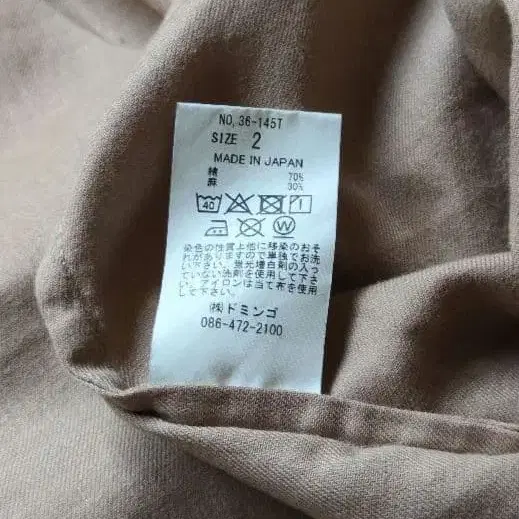 NO, 36-145T
SIZE 2
MADE IN JAPAN
綿 70%
麻 30%
40
W
染色の性質上他に移染のおそ
れがありますので単独でお洗
い下さい。蛍光増白剤の入っ
ていない洗剤を使用して下さ
い。アイロンは当て布を使用
して下さい。
㈱ドミンゴ
086-472-2100